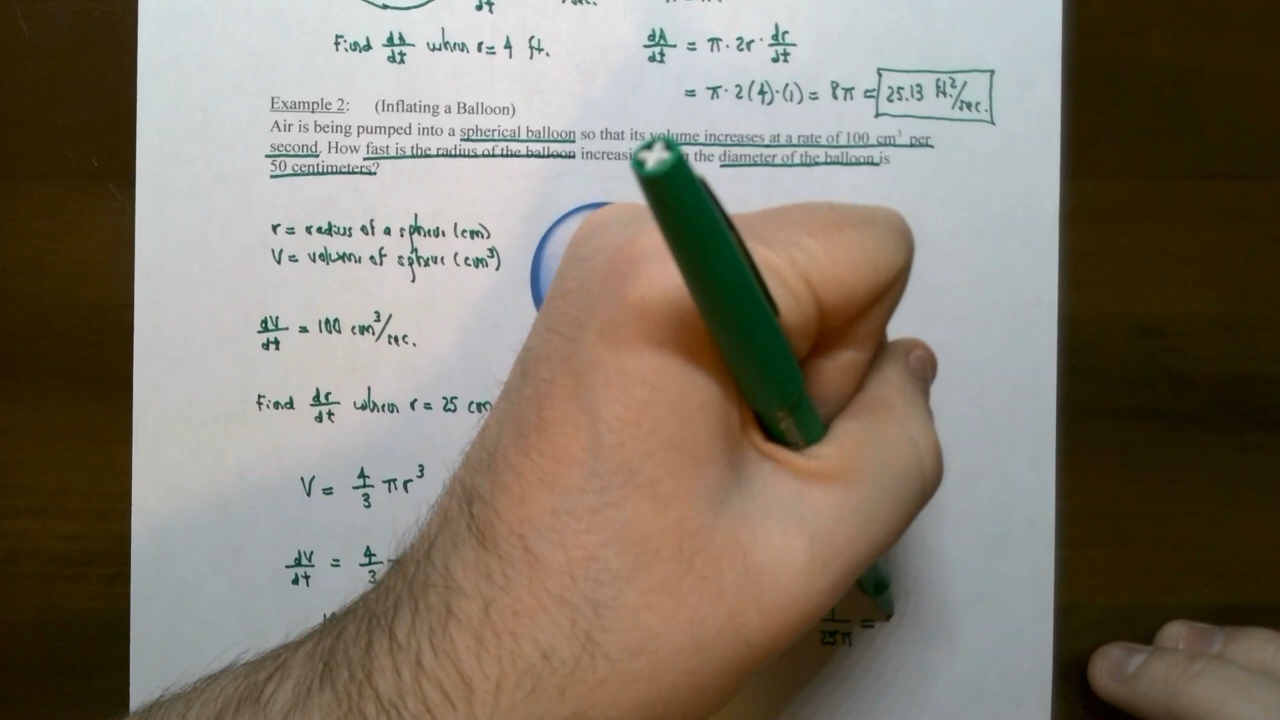 dt sec.
Find dA/dt when r = 4 ft.
dA/dt = π · 2r · dr/dt
= π · 2(4) · (1) = 8π = 25.13 ft²/sec.
Example 2: (Inflating a Balloon)
Air is being pumped into a spherical balloon so that its volume increases at a rate of 100 cm³ per
second. How fast is the radius of the balloon increasi the diameter of the balloon is
50 centimeters?
r = radius of a sphere (cm)
V = volume of sphere (cm³)
dV/dt = 100 cm³/sec.
Find dr/dt when r = 25 cm
V = 4/3 πr³
dV/dt = 4/3
1/25π =